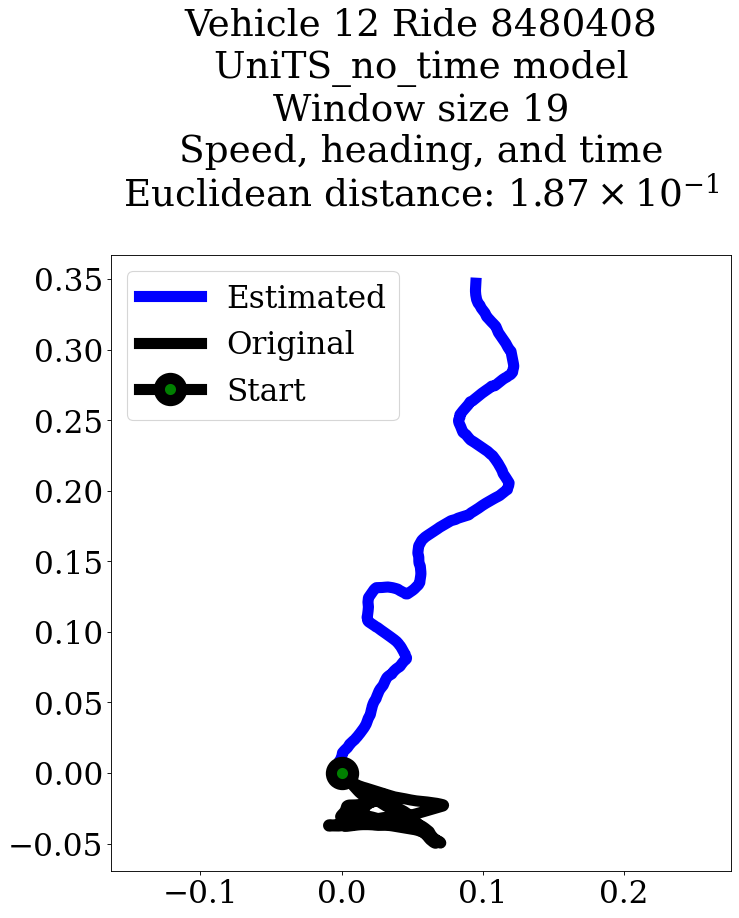 Vehicle 12 Ride 8480408
UniTS_no_time model
Window size 19
Speed, heading, and time
Euclidean distance: 1.87 × 10⁻¹
Estimated
Original
Start
0.35
0.30
0.25
0.20
0.15
0.10
0.05
0.00
−0.05
−0.1 0.0 0.1 0.2